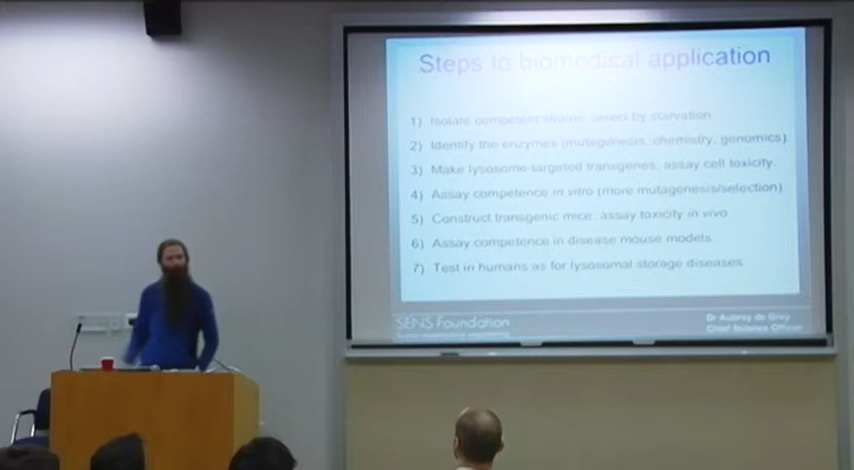 Steps to biomedical application
1) Isolate competent strains, select by starvation
2) Identify the enzymes (mutagenesis, chemistry, genomics)
3) Make lysosome-targeted transgenes, assay cell toxicity
4) Assay competence in vitro (more mutagenesis/selection)
5) Construct transgenic mice, assay toxicity in vivo
6) Assay competence in disease mouse models
7) Test in humans as for lysosomal storage diseases
SENS Foundation
Dr Aubrey de Grey
Chief Science Officer